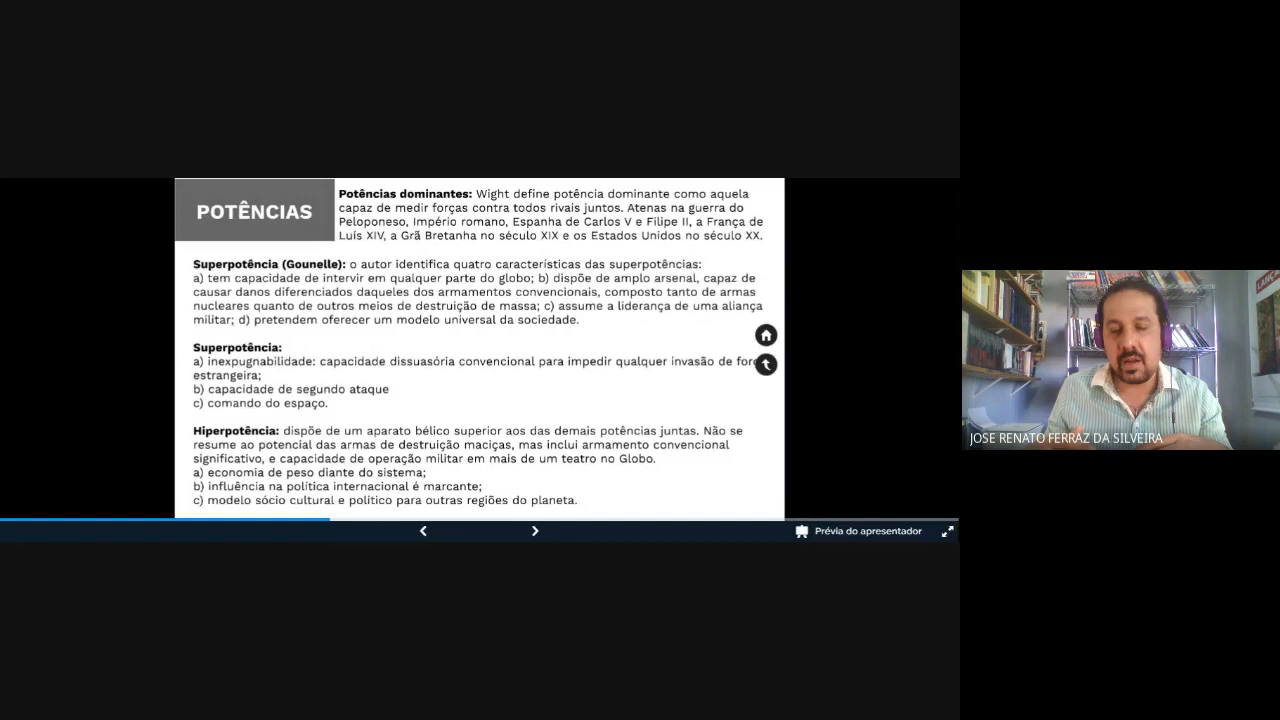 POTÊNCIAS
Potências dominantes: Wight define potência dominante como aquela
capaz de medir forças contra todos rivais juntos. Atenas na guerra do
Peloponeso, Império romano, Espanha de Carlos V e Filipe II, a França de
Luís XIV, a Grã Bretanha no século XIX e os Estados Unidos no século XX.
Superpotência (Gounelle): o autor identifica quatro características das superpotências:
a) tem capacidade de intervir em qualquer parte do globo; b) dispõe de amplo arsenal, capaz de
causar danos diferenciados daqueles dos armamentos convencionais, composto tanto de armas
nucleares quanto de outros meios de destruição de massa; c) assume a liderança de uma aliança
militar; d) pretendem oferecer um modelo universal da sociedade.
Superpotência:
a) inexpugnabilidade: capacidade dissuasória convencional para impedir qualquer invasão de
estrangeira;
b) capacidade de segundo ataque
c) comando do espaço.
Hiperpotência: dispõe de um aparato bélico superior aos das demais potências juntas. Não se
resume ao potencial das armas de destruição maciças, mas inclui armamento convencional
significativo, e capacidade de operação militar em mais de um teatro no Globo.
a) economia de peso diante do sistema;
b) influência na política internacional é marcante;
c) modelo sócio cultural e político para outras regiões do planeta.
Prévia do apresentador
JOSE RENATO FERRAZ DA SILVEIRA